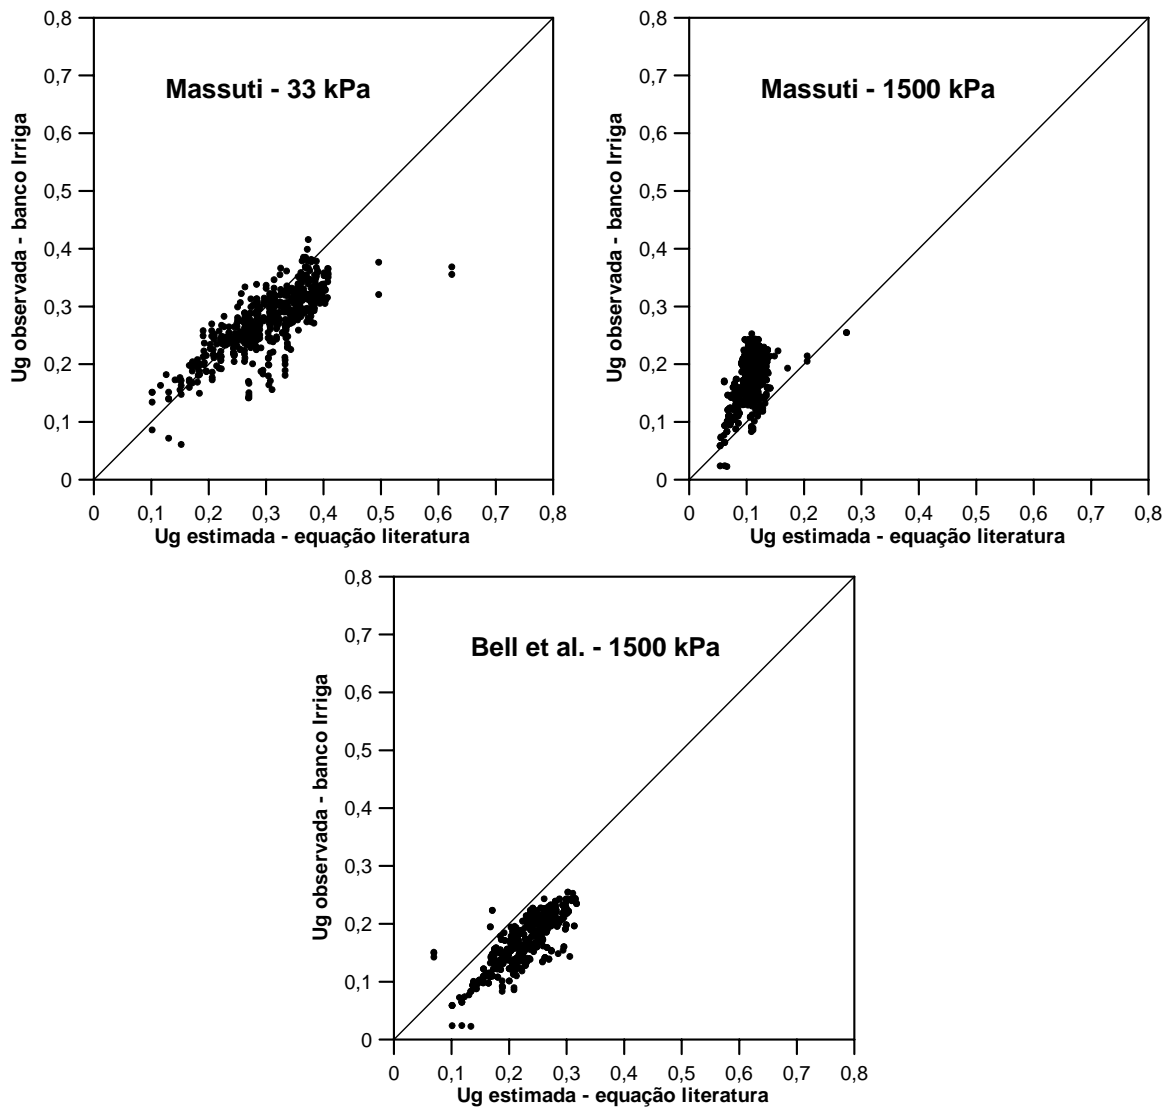 0,8
0,7
0,6
0,5
0,4
0,3
0,2
0,1
0
Ug observada - banco Irriga
Massuti - 33 kPa
0 0,1 0,2 0,3 0,4 0,5 0,6 0,7 0,8
Ug estimada - equação literatura
0,8
0,7
0,6
0,5
0,4
0,3
0,2
0,1
0
Ug observada - banco Irriga
Massuti - 1500 kPa
0 0,1 0,2 0,3 0,4 0,5 0,6 0,7 0,8
Ug estimada - equação literatura
0,8
0,7
0,6
0,5
0,4
0,3
0,2
0,1
0
Ug observada - banco Irriga
Bell et al. - 1500 kPa
0 0,1 0,2 0,3 0,4 0,5 0,6 0,7 0,8
Ug estimada - equação literatura